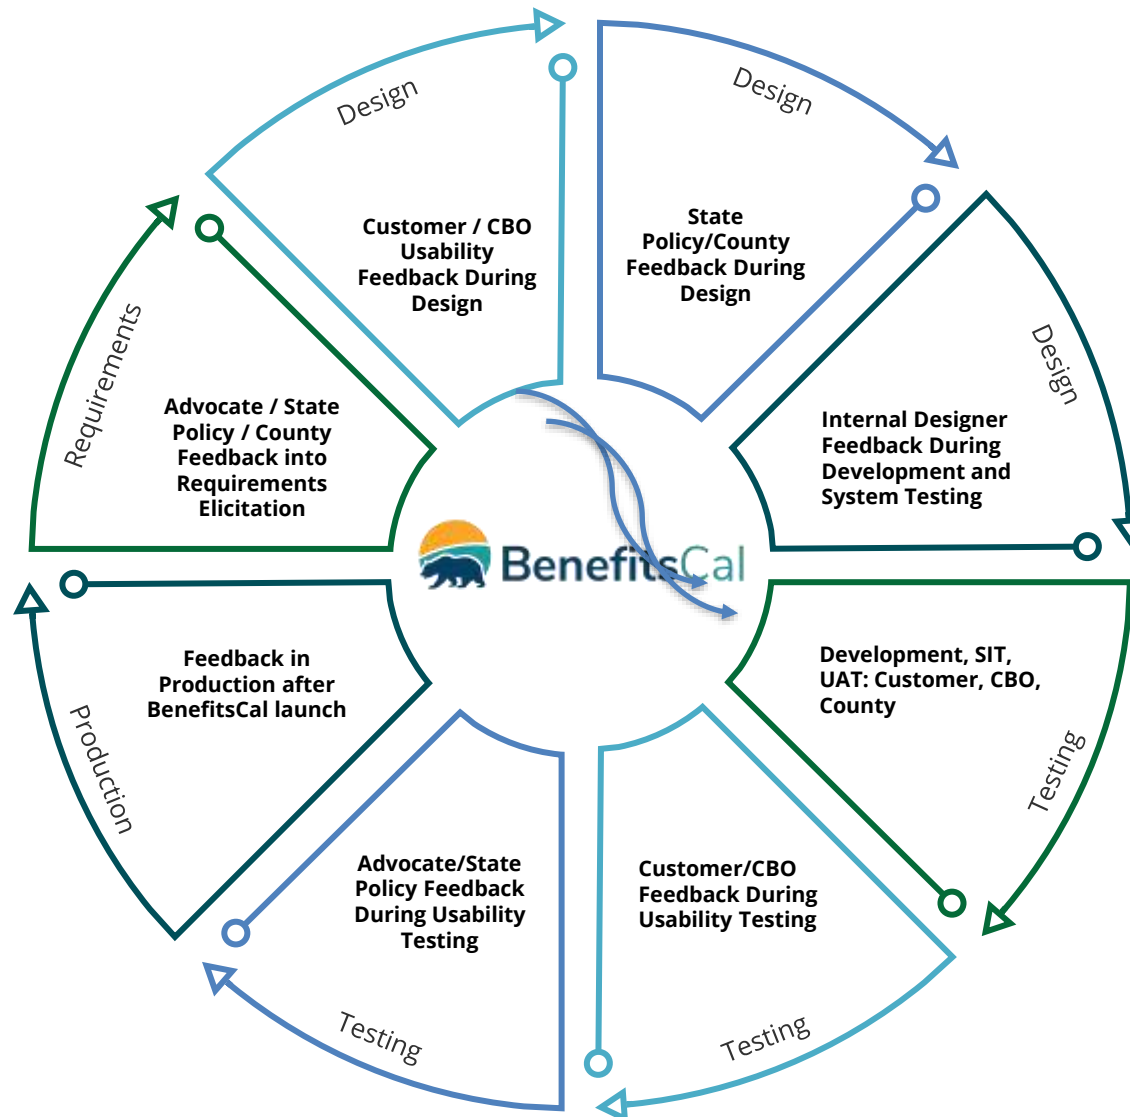 Design
Customer / CBO
Usability
Feedback During
Design
Design
State
Policy/County
Feedback During
Design
Design
Internal Designer
Feedback During
Development and
System Testing
Testing
Development, SIT,
UAT: Customer, CBO,
County
Testing
Customer/CBO
Feedback During
Usability Testing
Testing
Advocate/State
Policy Feedback
During Usability
Testing
Production
Feedback in
Production after
BenefitsCal launch
Requirements
Advocate / State
Policy / County
Feedback into
Requirements
Elicitation
BenefitsCal